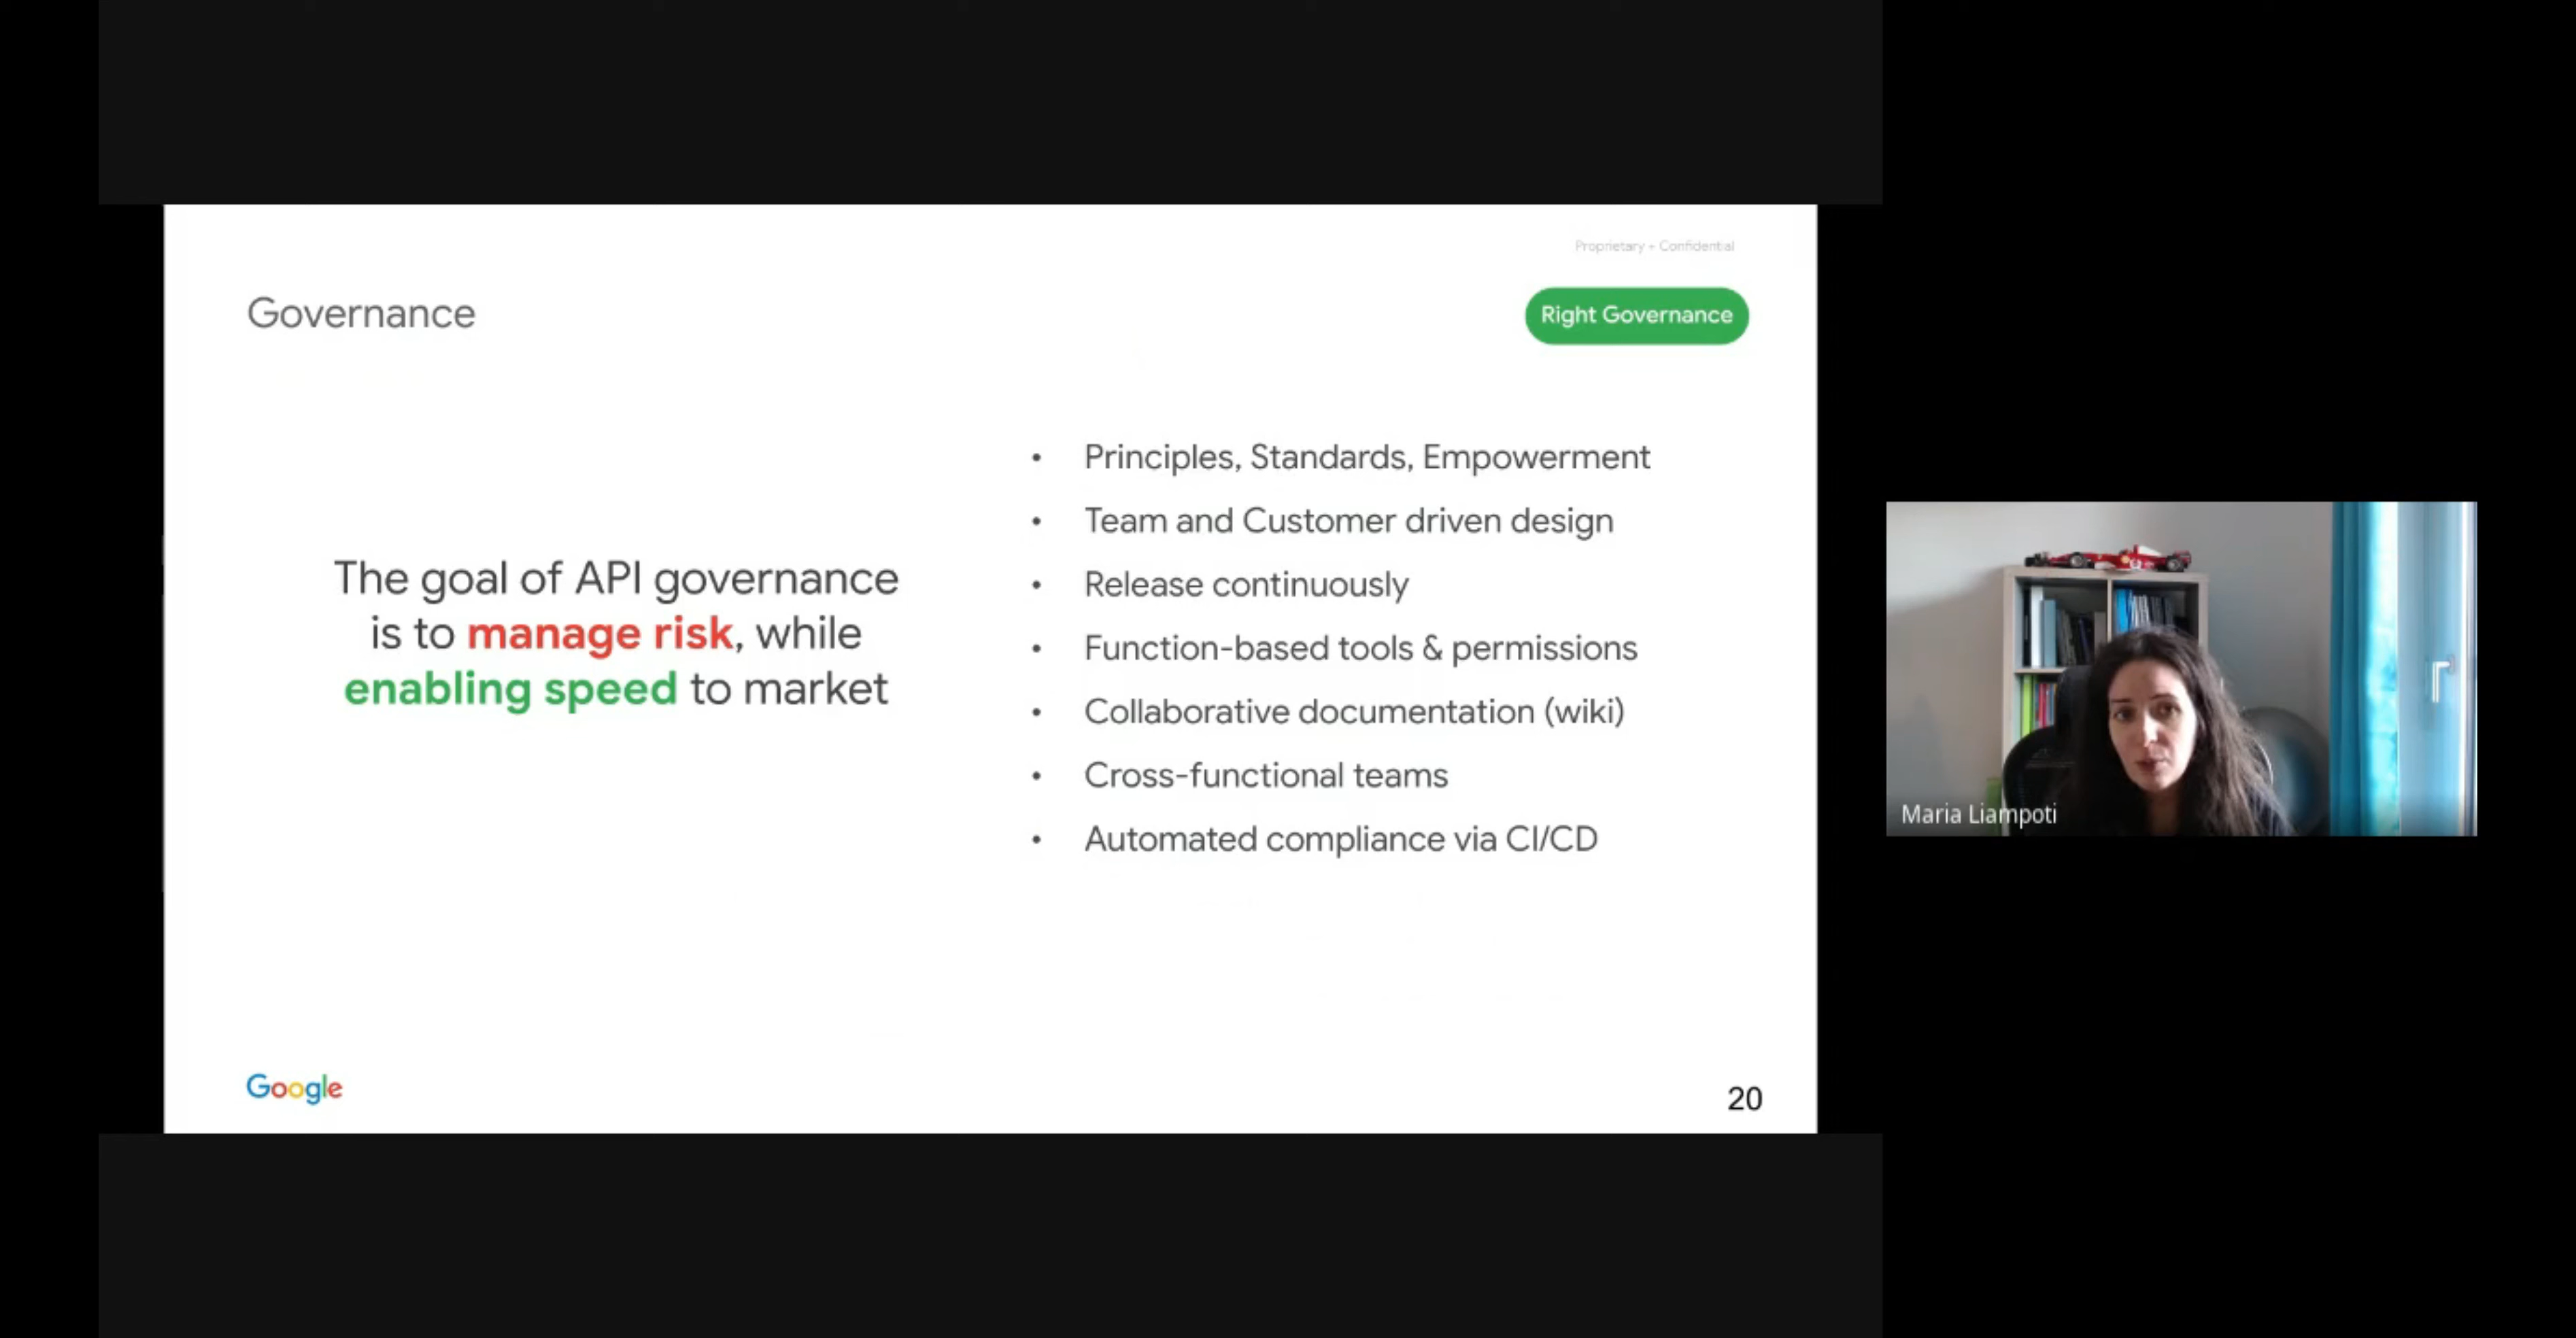 Proprietary + Confidential
Governance
Right Governance
The goal of API governance
is to manage risk, while
enabling speed to market
• Principles, Standards, Empowerment
• Team and Customer driven design
• Release continuously
• Function-based tools & permissions
• Collaborative documentation (wiki)
• Cross-functional teams
• Automated compliance via CI/CD
Maria Liampoti
Google
20